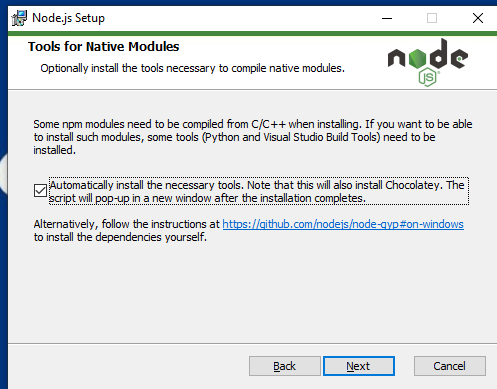 Node.js Setup
Tools for Native Modules
Optionally install the tools necessary to compile native modules.
node
JS
Some npm modules need to be compiled from C/C++ when installing. If you want to be able
to install such modules, some tools (Python and Visual Studio Build Tools) need to be
installed.
Automatically install the necessary tools. Note that this will also install Chocolatey. The
script will pop-up in a new window after the installation completes.
Alternatively, follow the instructions at https://github.com/nodejs/node-gyp#on-windows
to install the dependencies yourself.
Back Next Cancel